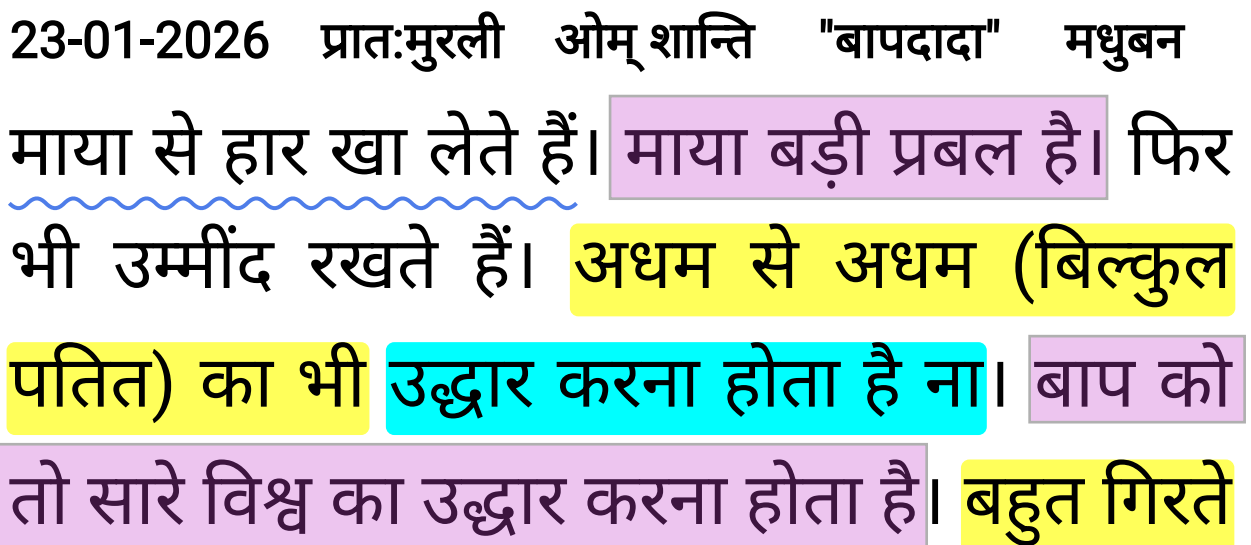 23-01-2026 प्रात:मुरली ओम् शान्ति "बापदादा" मधुबन
माया से हार खा लेते हैं। माया बड़ी प्रबल है। फिर
भी उम्मींद रखते हैं। अधम से अधम (बिल्कुल
पतित) का भी उद्धार करना होता है ना। बाप को
तो सारे विश्व का उद्धार करना होता है। बहुत गिरते